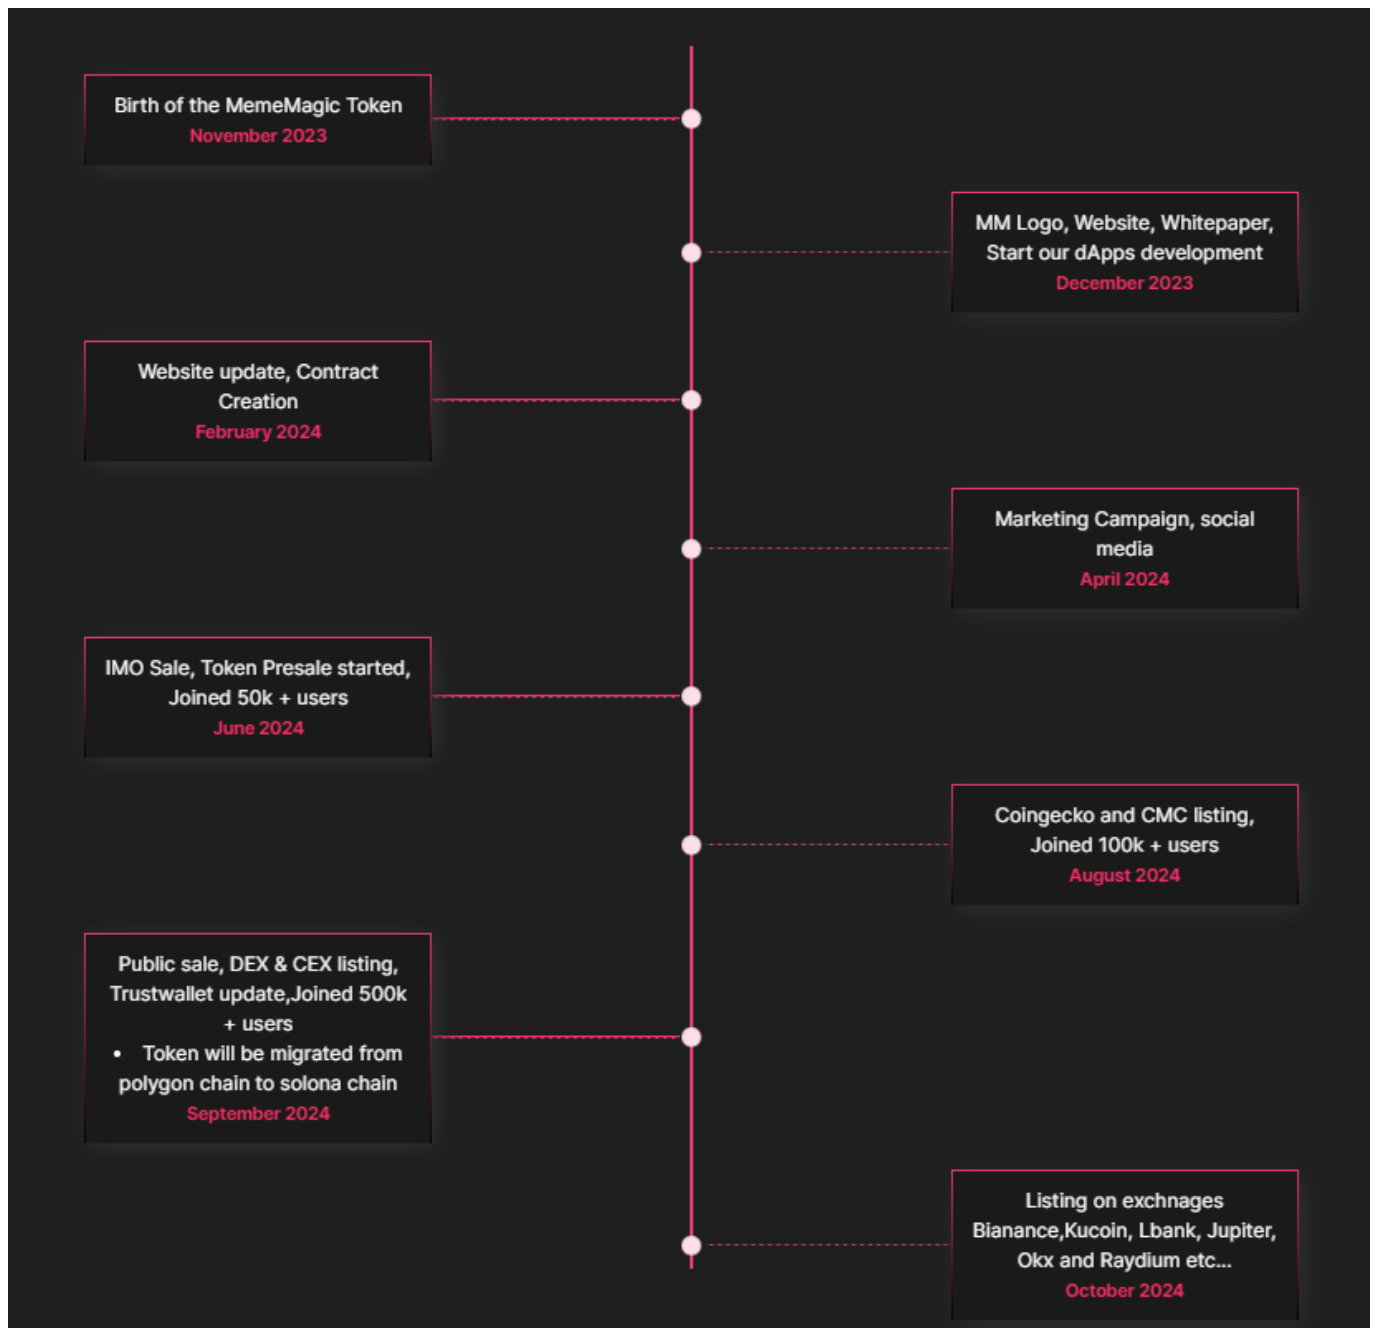 Birth of the MemeMagic Token
November 2023
MM Logo, Website, Whitepaper,
Start our dApps development
December 2023
Website update, Contract
Creation
February 2024
Marketing Campaign, social
media
April 2024
IMO Sale, Token Presale started,
Joined 50k + users
June 2024
Coingecko and CMC listing,
Joined 100k + users
August 2024
Public sale, DEX & CEX listing,
Trustwallet update,Joined 500k
+ users
• Token will be migrated from
polygon chain to solona chain
September 2024
Listing on exchnages
Bianance,Kucoin, Lbank, Jupiter,
Okx and Raydium etc...
October 2024